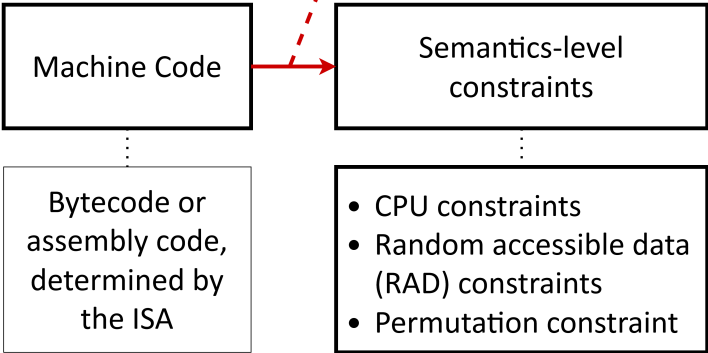 Machine Code
Semantics-level
constraints
Bytecode or
assembly code,
determined by
the ISA
• CPU constraints
• Random accessible data
(RAD) constraints
• Permutation constraint